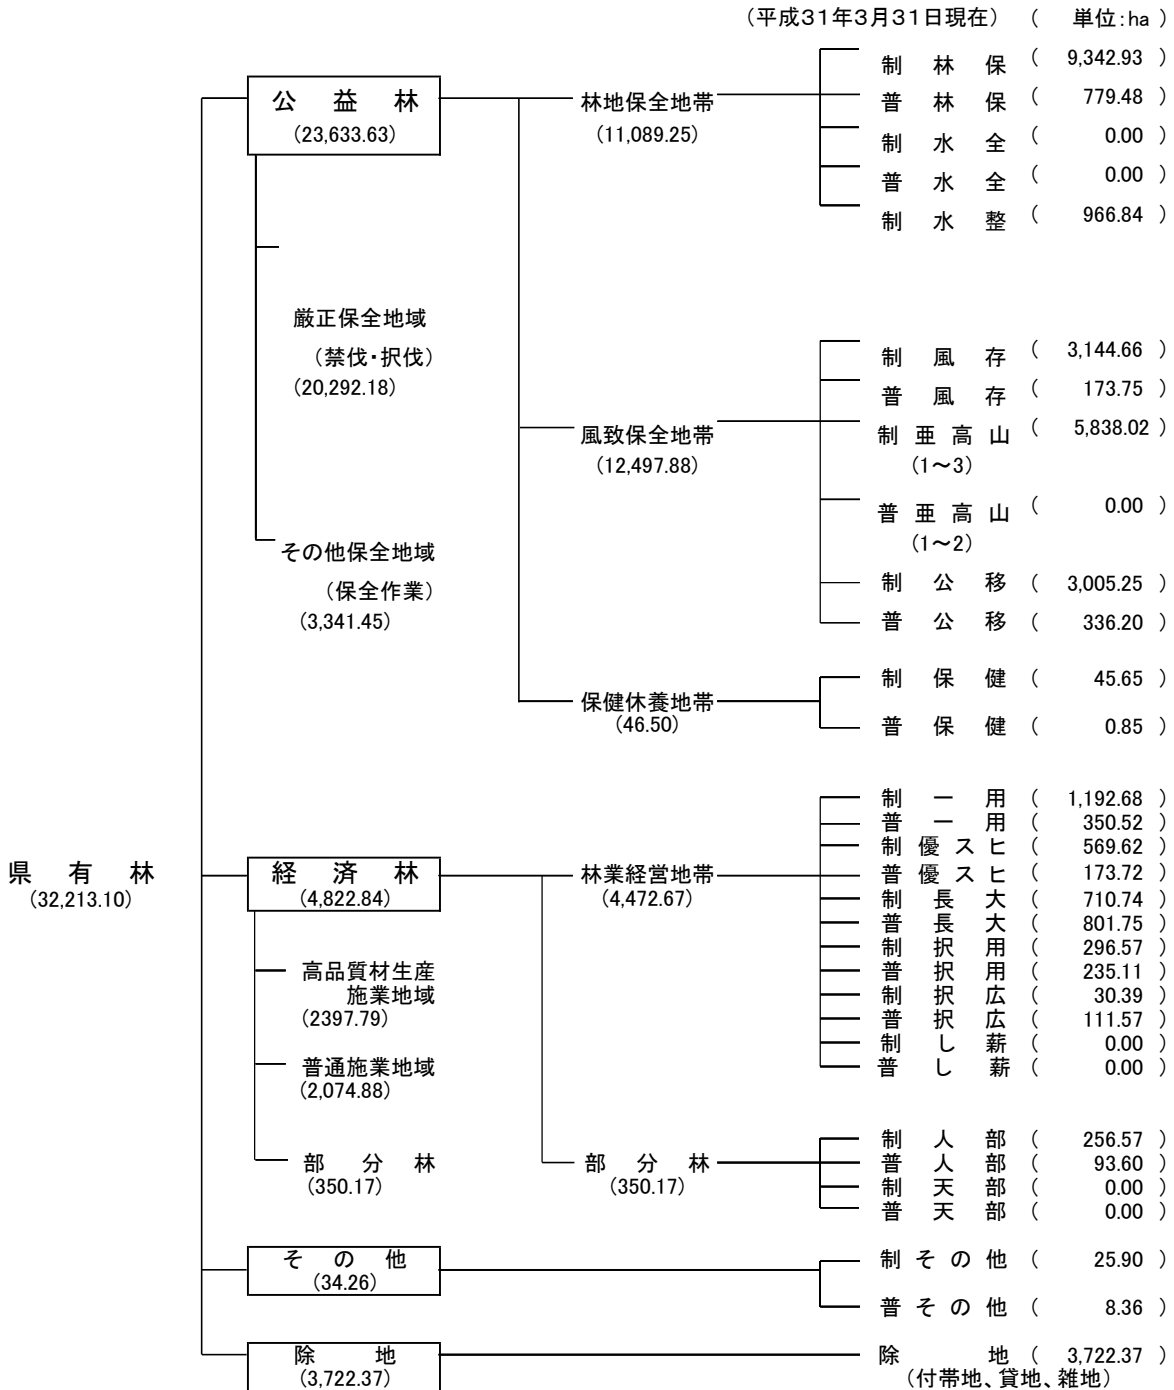 （平成31年3月31日現在）（　単位：ha ）
公　益　林
(23,633.63)
厳正保全地域
（禁伐・択伐）
(20,292.18)
その他保全地域
（保全作業）
(3,341.45)
林地保全地帯
(11,089.25)
制　林　保　（　9,342.93　）
普　林　保　（　779.48　）
制　水　全　（　0.00　）
普　水　全　（　0.00　）
制　水　整　（　966.84　）
風致保全地帯
(12,497.88)
制　風　存　（　3,144.66　）
普　風　存　（　173.75　）
制　亜　高　山　（　5,838.02　）
(1～3)
普　亜　高　山　（　0.00　）
(1～2)
制　公　移　（　3,005.25　）
普　公　移　（　336.20　）
保健休養地帯
(46.50)
制　保　健　（　45.65　）
普　保　健　（　0.85　）
県　有　林
(32,213.10)
経　済　林
(4,822.84)
高品質材生産
施業地域
(2397.79)
普通施業地域
(2,074.88)
部　分　林
(350.17)
林業経営地帯
(4,472.67)
制　一　用　（　1,192.68　）
普　一　用　（　350.52　）
制　優　ス　ヒ　（　569.62　）
普　優　ス　ヒ　（　173.72　）
制　長　大　（　710.74　）
普　長　大　（　801.75　）
制　択　用　（　296.57　）
普　択　用　（　235.11　）
制　択　広　（　30.39　）
普　択　広　（　111.57　）
制　し　薪　（　0.00　）
普　し　薪　（　0.00　）
部　分　林
(350.17)
制　人　部　（　256.57　）
普　人　部　（　93.60　）
制　天　部　（　0.00　）
普　天　部　（　0.00　）
そ　の　他
(34.26)
制　そ　の　他　（　25.90　）
普　そ　の　他　（　8.36　）
除　地
(3,722.37)
除　地　（　3,722.37　）
（付帯地、貸地、雑地）